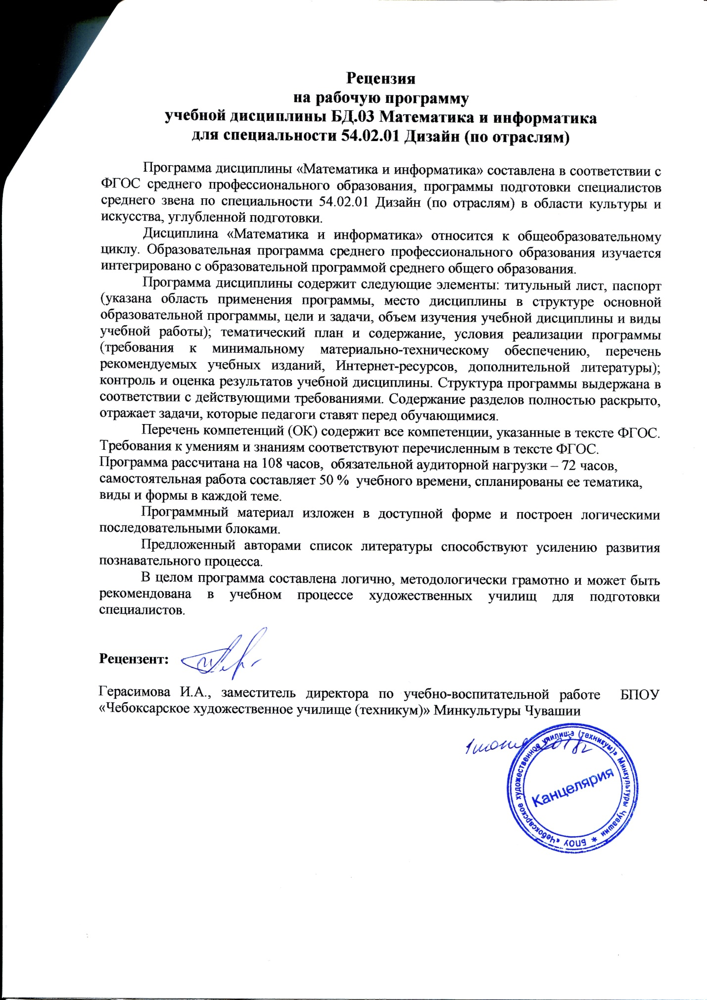 Рецензия
на рабочую программу
учебной дисциплины БД.03 Математика и информатика
для специальности 54.02.01 Дизайн (по отраслям)
Программа дисциплины «Математика и информатика» составлена в соответствии с
ФГОС среднего профессионального образования, программы подготовки специалистов
среднего звена по специальности 54.02.01 Дизайн (по отраслям) в области культуры и
искусства, углубленной подготовки.
Дисциплина «Математика и информатика» относится к общеобразовательному
циклу. Образовательная программа среднего профессионального образования изучается
интегрировано с образовательной программой среднего общего образования.
Программа дисциплины содержит следующие элементы: титульный лист, паспорт
(указана область применения программы, место дисциплины в структуре основной
образовательной программы, цели и задачи, объем изучения учебной дисциплины и виды
учебной работы); тематический план и содержание, условия реализации программы
(требования к минимальному материально-техническому обеспечению, перечень
рекомендуемых учебных изданий, Интернет-ресурсов, дополнительной литературы);
контроль и оценка результатов учебной дисциплины. Структура программы выдержана в
соответствии с действующими требованиями. Содержание разделов полностью раскрыто,
отражает задачи, которые педагоги ставят перед обучающимися.
Перечень компетенций (ОК) содержит все компетенции, указанные в тексте ФГОС.
Требования к умениям и знаниям соответствуют перечисленным в тексте ФГОС.
Программа рассчитана на 108 часов, обязательной аудиторной нагрузки – 72 часов,
самостоятельная работа составляет 50 % учебного времени, спланированы ее тематика,
виды и формы в каждой теме.
Программный материал изложен в доступной форме и построен логическими
последовательными блоками.
Предложенный авторами список литературы способствуют усилению развития
познавательного процесса.
В целом программа составлена логично, методологически грамотно и может быть
рекомендована в учебном процессе художественных училищ для подготовки
специалистов.
Рецензент:
Герасимова И.А., заместитель директора по учебно-воспитательной работе БПОУ
«Чебоксарское художественное училище (техникум)» Минкультуры Чувашии
1 июня 2018г
БПОУ «Чебоксарское художественное училище (техникум)» Минкультуры Чувашии *
Канцелярия